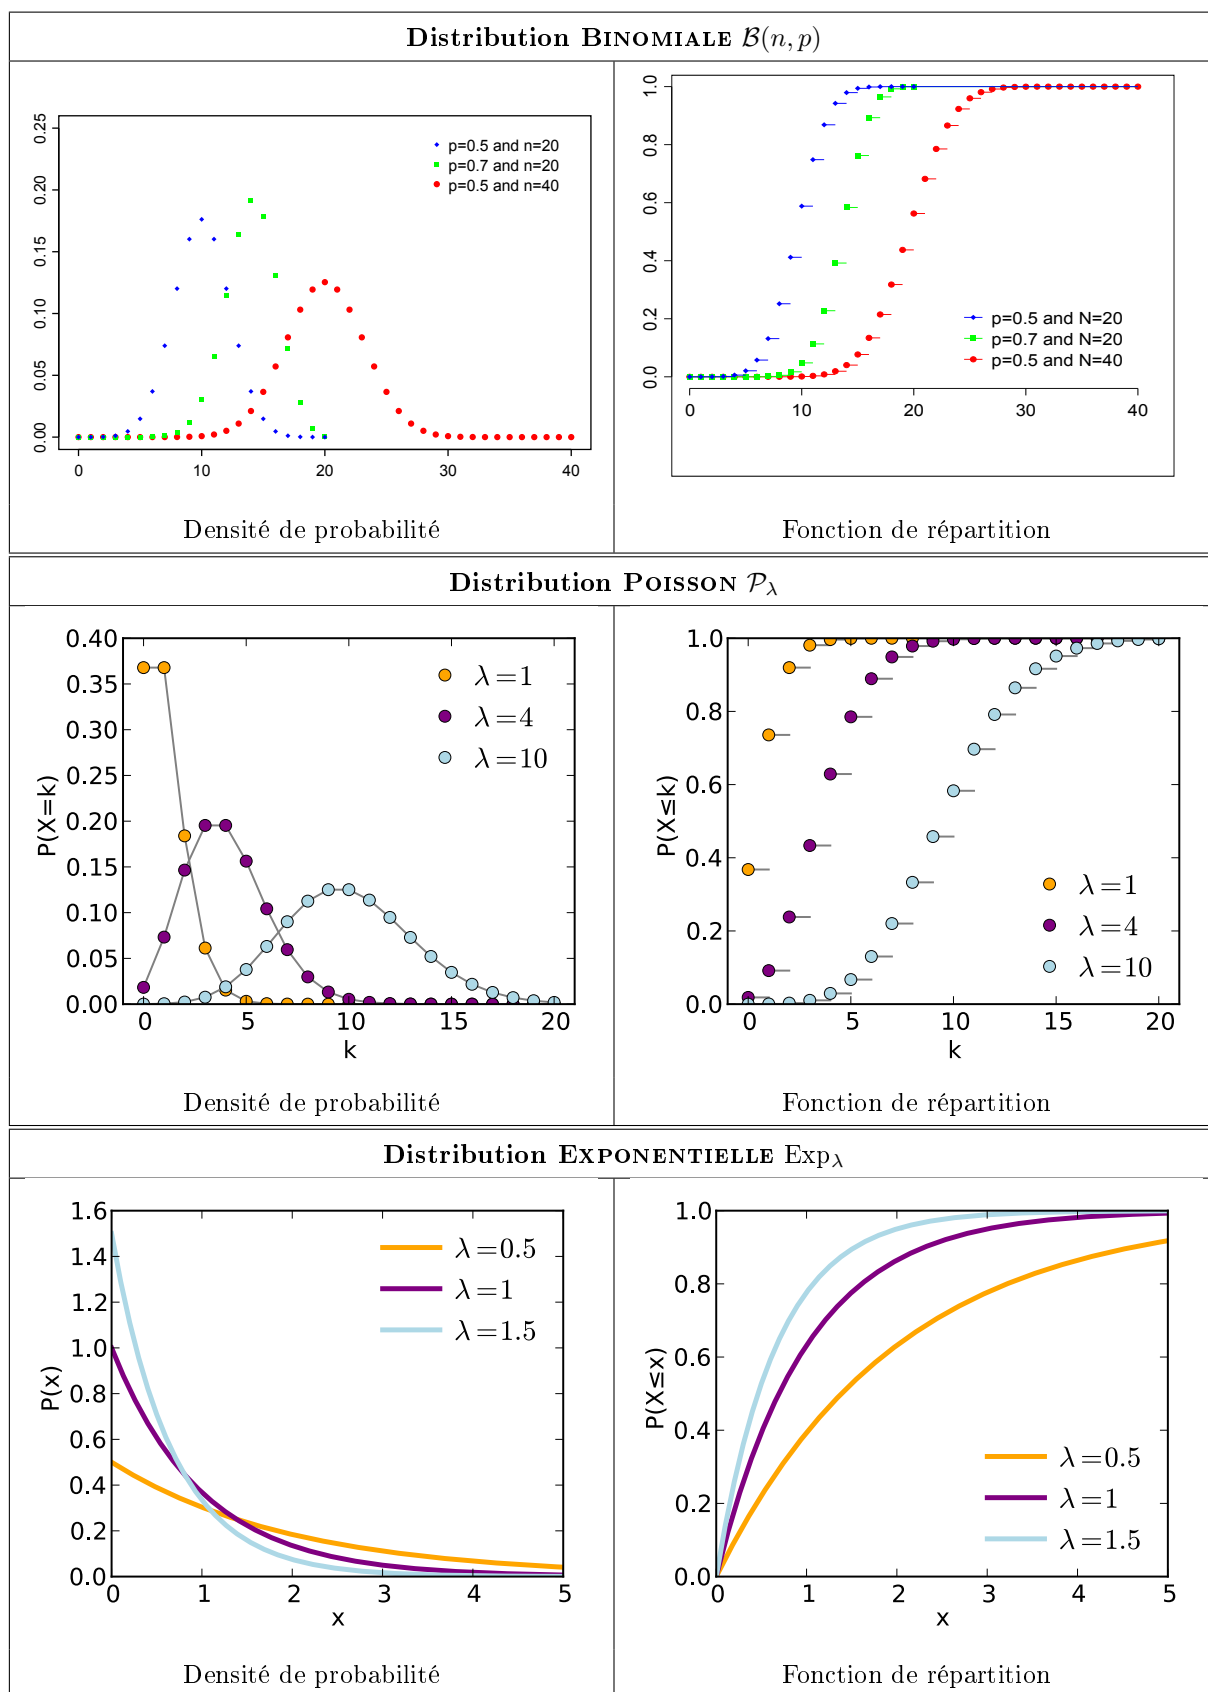 Distribution BINOMIALE B(n, p)
0.00
0.05
0.10
0.15
0.20
0.25
0
10
20
30
40
p=0.5 and n=20
p=0.7 and n=20
p=0.5 and n=40
Densité de probabilité
0.0
0.2
0.4
0.6
0.8
1.0
0
10
20
30
40
p=0.5 and N=20
p=0.7 and N=20
p=0.5 and N=40
Fonction de répartition
Distribution POISSON Pλ
0.40
0.35
0.30
0.25
0.20
0.15
0.10
0.05
0.00
P(X=k)
λ=1
λ=4
λ=10
0
5
10
15
20
k
Densité de probabilité
1.0
0.8
0.6
0.4
0.2
0.0
P(X≤k)
λ=1
λ=4
λ=10
0
5
10
15
20
k
Fonction de répartition
Distribution EXPONENTIELLE Expλ
1.6
1.4
1.2
1.0
0.8
0.6
0.4
0.2
0.0
P(x)
λ=0.5
λ=1
λ=1.5
0
1
2
3
4
5
x
Densité de probabilité
1.0
0.8
0.6
0.4
0.2
0.0
P(X≤x)
λ=0.5
λ=1
λ=1.5
0
1
2
3
4
5
x
Fonction de répartition